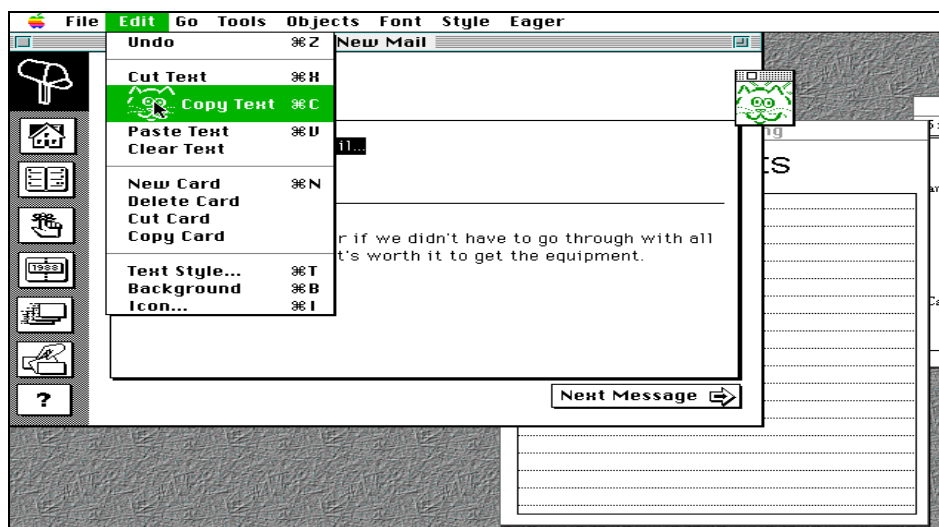 File Edit Go Tools Objects Font Style Eager
New Mail
Undo ⌘Z
Cut Text ⌘X
Copy Text ⌘C
Paste Text ⌘V
Clear Text
New Card ⌘N
Delete Card
Cut Card
Copy Card
Text Style... ⌘T
Background ⌘B
Icon... ⌘I
il...
r if we didn't have to go through with all
t's worth it to get the equipment.
Next Message
1988
?